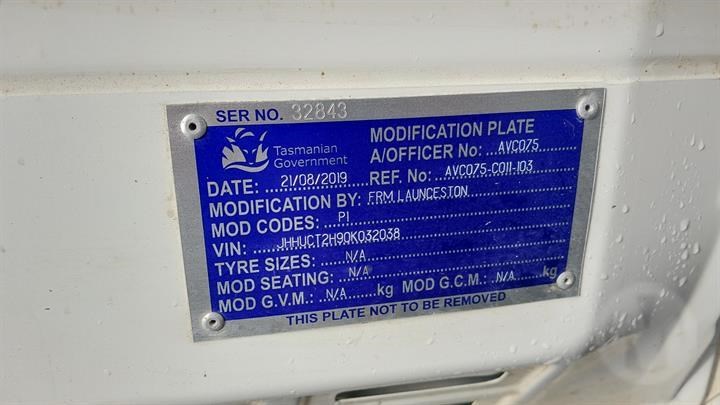 SER NO. 32843
Tasmanian Government
MODIFICATION PLATE
A/OFFICER No: AVC075
DATE: 21/08/2019 REF. No: AVC075-C011-103
MODIFICATION BY: FRM LAUNCESTON
MOD CODES: P1
VIN: JHHUCT2H90K032038
TYRE SIZES: N/A
MOD SEATING: N/A
MOD G.V.M.: N/A kg MOD G.C.M.: N/A kg
THIS PLATE NOT TO BE REMOVED